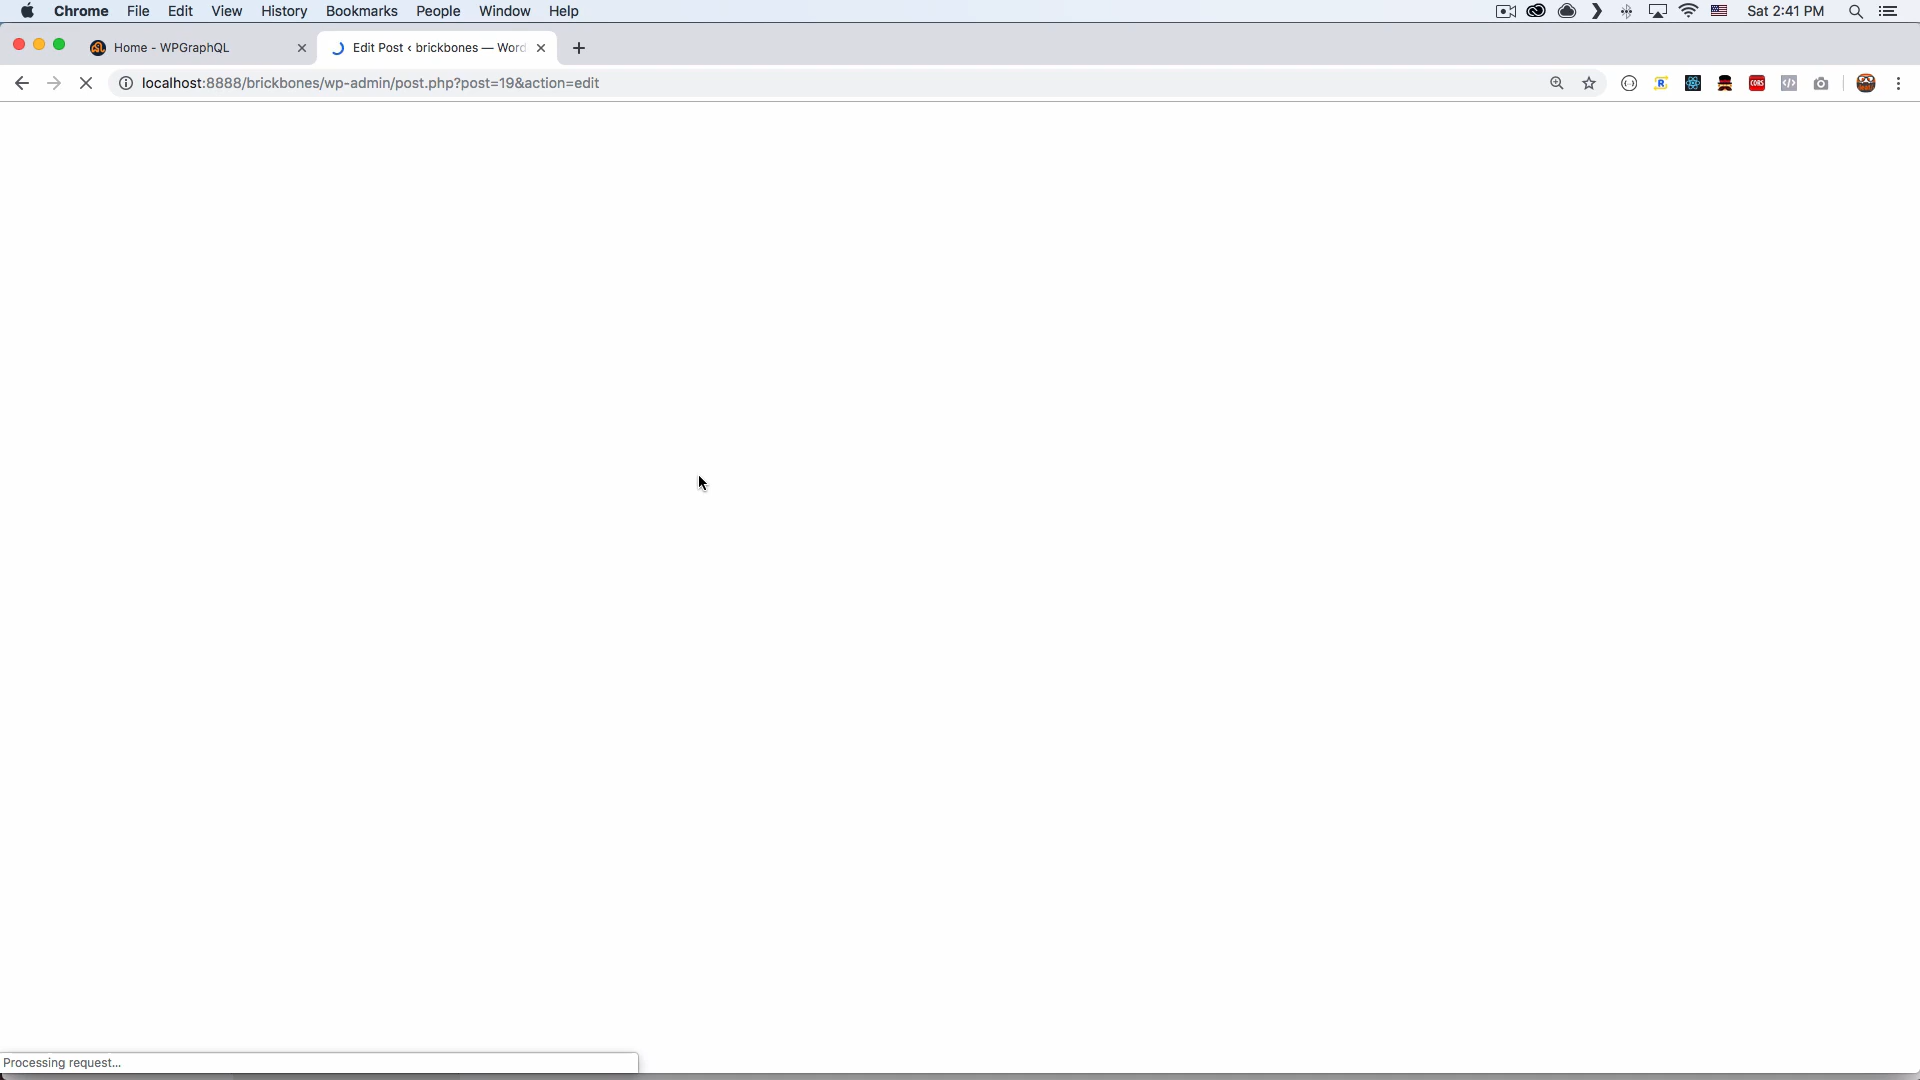 Chrome File Edit View History Bookmarks People Window Help Sat 2:41 PM
Home - WPGraphQL Edit Post ‹ brickbones — Word
localhost:8888/brickbones/wp-admin/post.php?post=19&action=edit R CORS
Processing request...